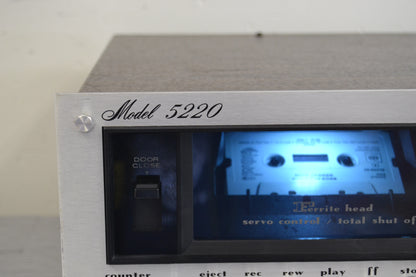 Model 5220
DOOR
CLOSE
Ferrite head
servo control / total shut of
counter eject rec rew play ff sto